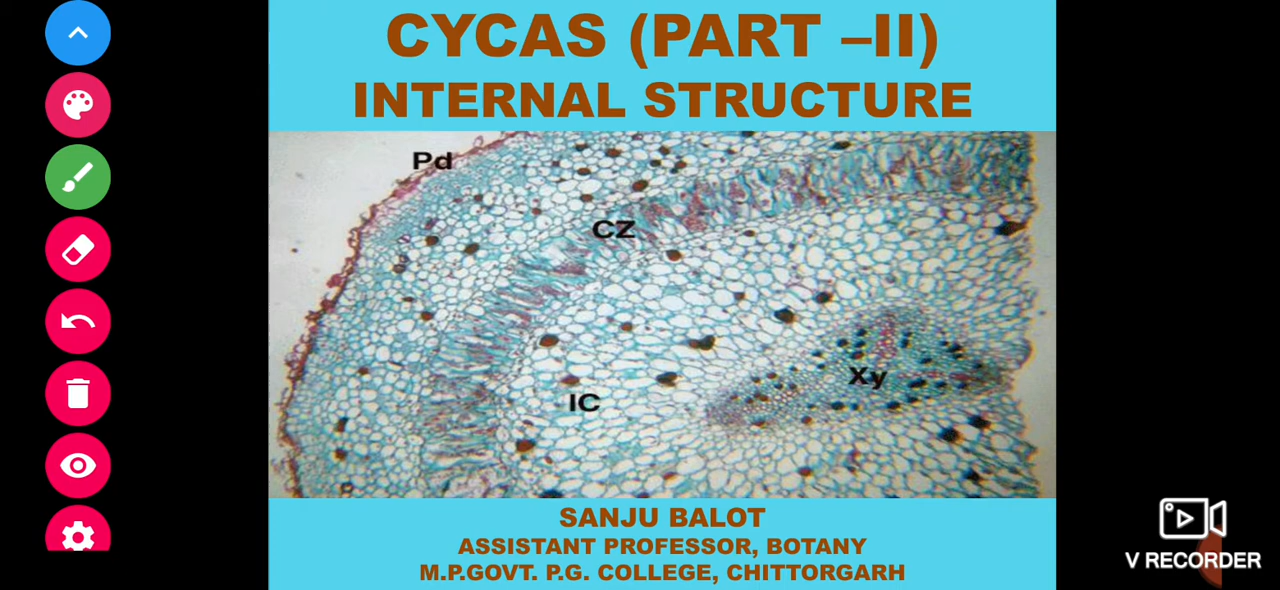 CYCAS (PART –II)
INTERNAL STRUCTURE
Pd
CZ
Xy
IC
SANJU BALOT
ASSISTANT PROFESSOR, BOTANY
M.P.GOVT. P.G. COLLEGE, CHITTORGARH
V RECORDER